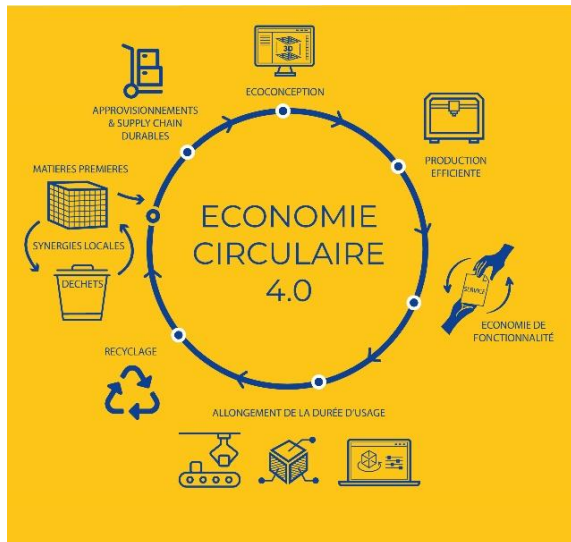 3D
ECOCONCEPTION
APPROVISIONNEMENTS
& SUPPLY CHAIN
DURABLES
PRODUCTION
EFFICIENTE
MATIERES PREMIERES
SYNERGIES LOCALES
DECHETS
ECONOMIE
CIRCULAIRE
4.0
SERVICE
ECONOMIE DE
FONCTIONNALITÉ
RECYCLAGE
ALLONGEMENT DE LA DURÉE D'USAGE